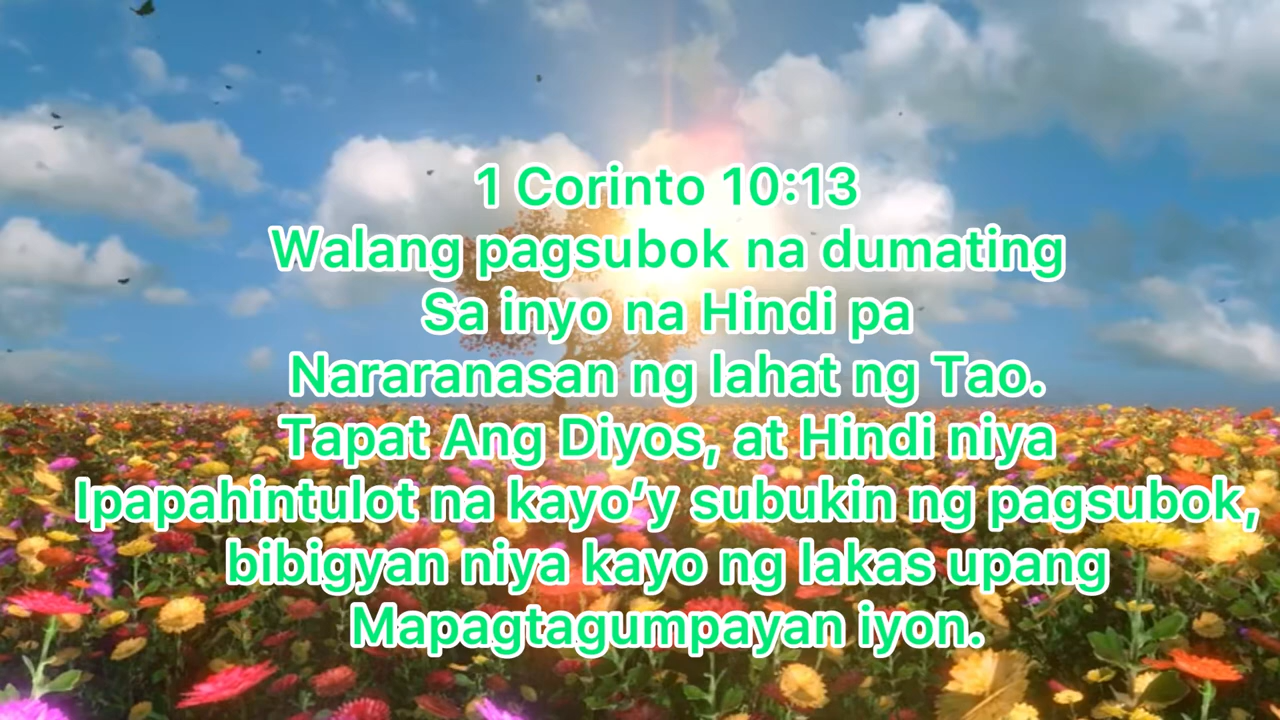 1 Corinto 10:13
Walang pagsubok na dumating
Sa inyo na Hindi pa
Nararanasan ng lahat ng Tao.
Tapat Ang Diyos, at Hindi niya
Ipapahintulot na kayo’y subukin ng pagsubok,
bibigyan niya kayo ng lakas upang
Mapagtagumpayan iyon.